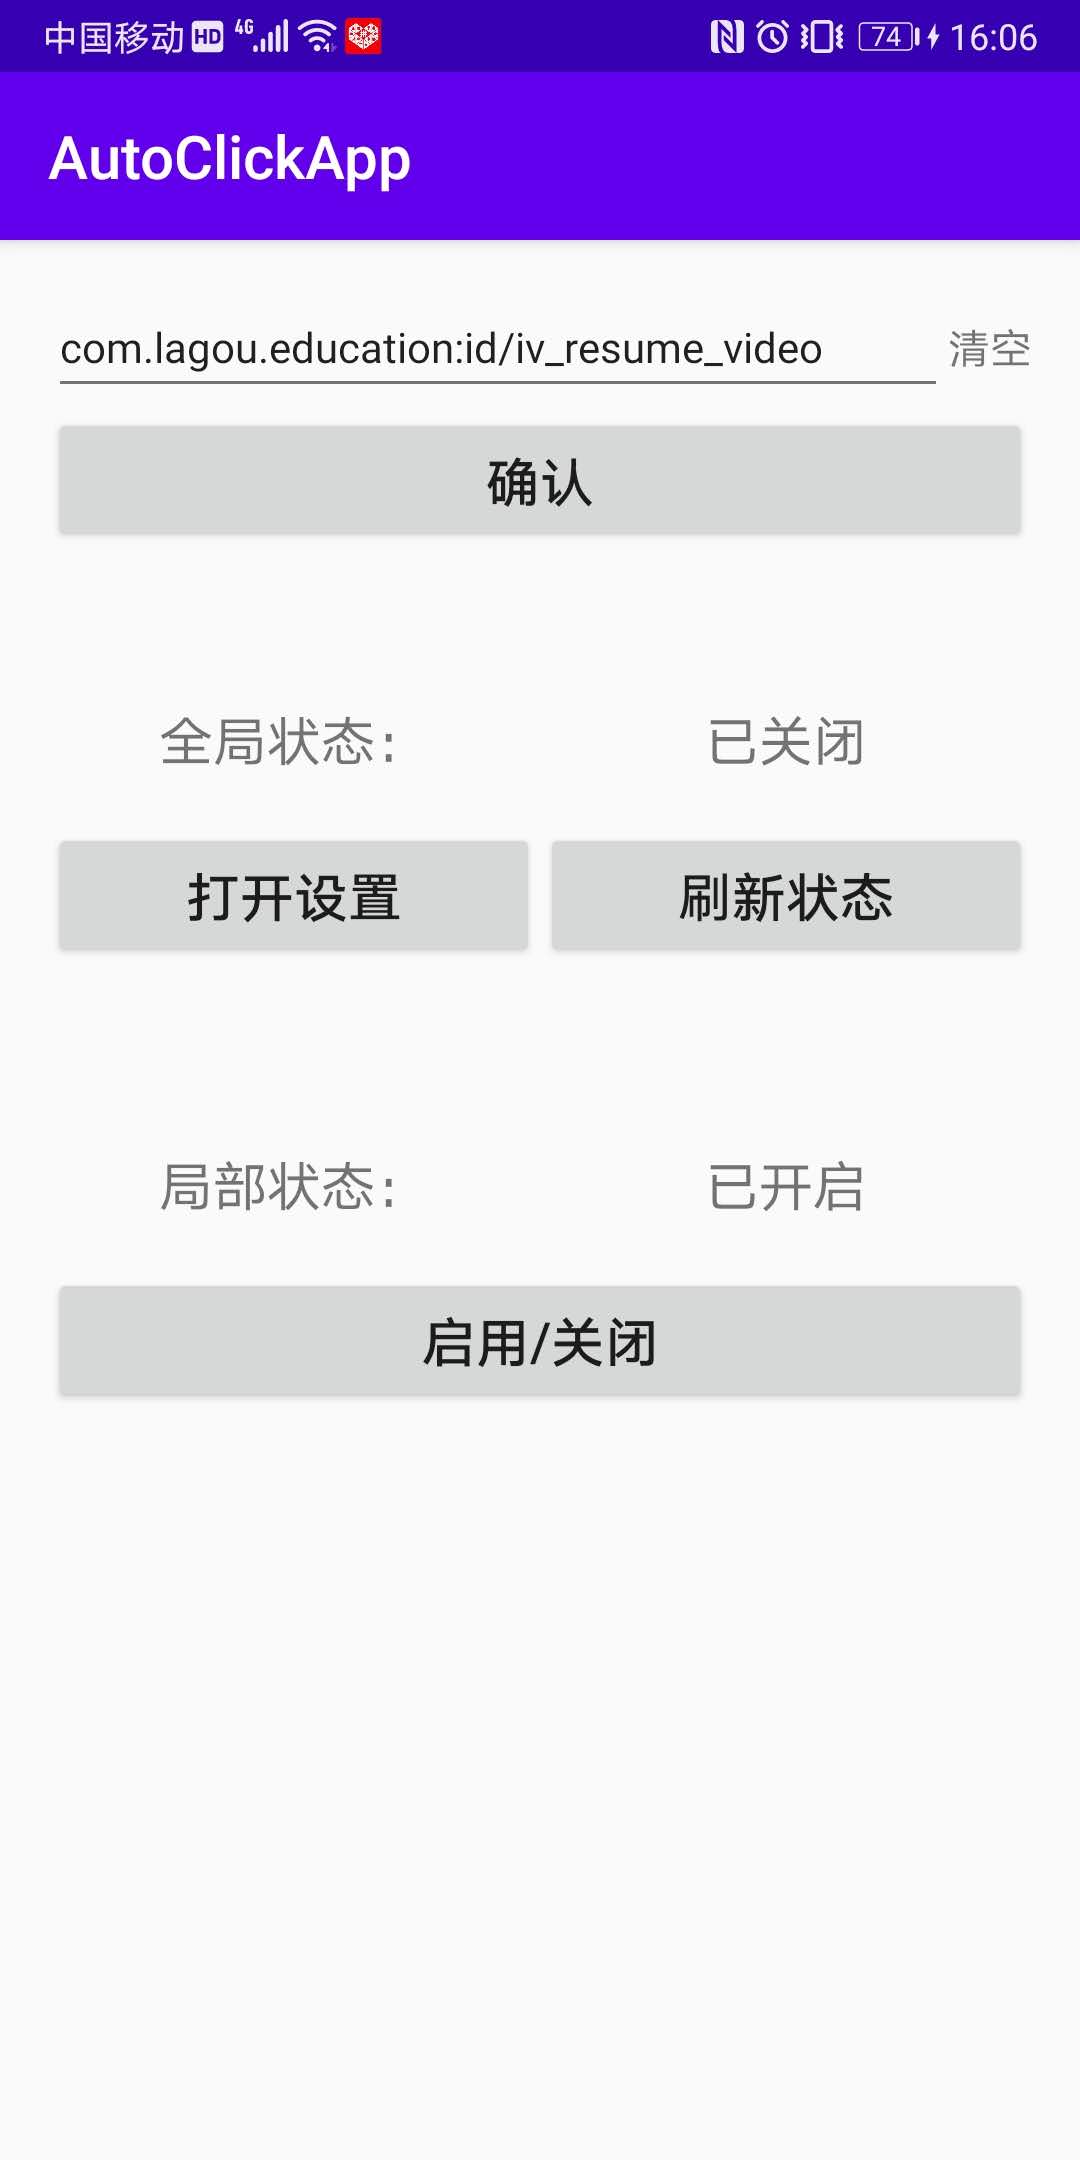 中国移动 HD 4G 74 16:06
AutoClickApp
com.lagou.education:id/iv_resume_video 清空
确认
全局状态: 已关闭
打开设置 刷新状态
局部状态: 已开启
启用/关闭